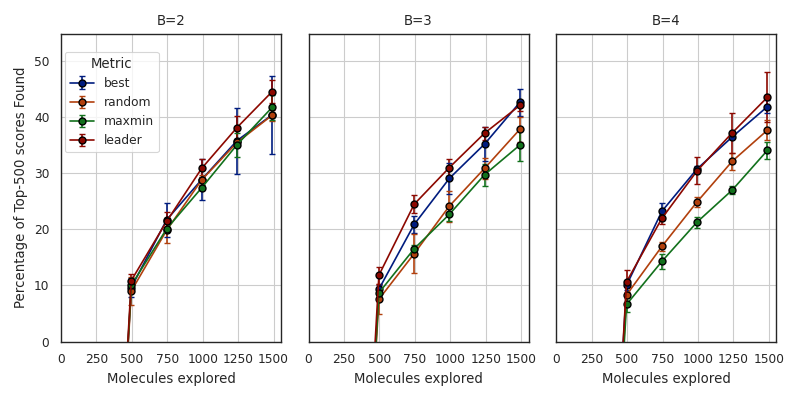 B=2
B=3
B=4
Percentage of Top-500 scores Found
50
40
30
20
10
0
Metric
best
random
maxmin
leader
0 250 500 750 1000 1250 1500
0 250 500 750 1000 1250 1500
0 250 500 750 1000 1250 1500
Molecules explored
Molecules explored
Molecules explored